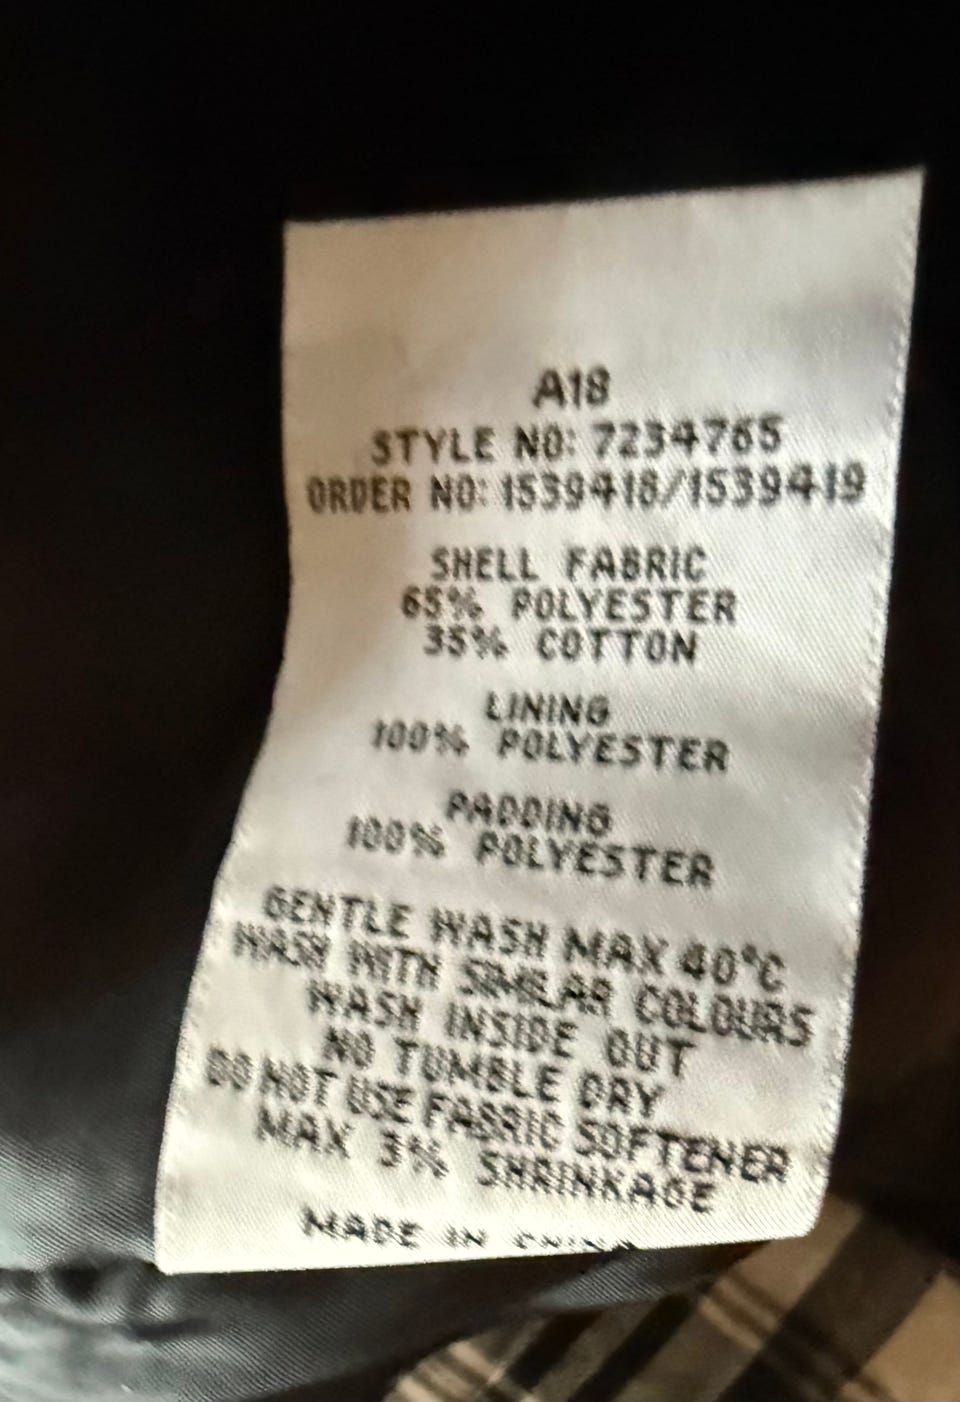 A18
STYLE NO: 7234765
ORDER NO: 1539418/1539419
SHELL FABRIC
65% POLYESTER
35% COTTON
LINING
100% POLYESTER
PADDING
100% POLYESTER
GENTLE WASH MAX 40°C
WASH WITH SIMILAR COLOURS
WASH INSIDE OUT
NO TUMBLE DRY
DO NOT USE FABRIC SOFTENER
MAX 3% SHRINKAGE
MADE IN CHINA